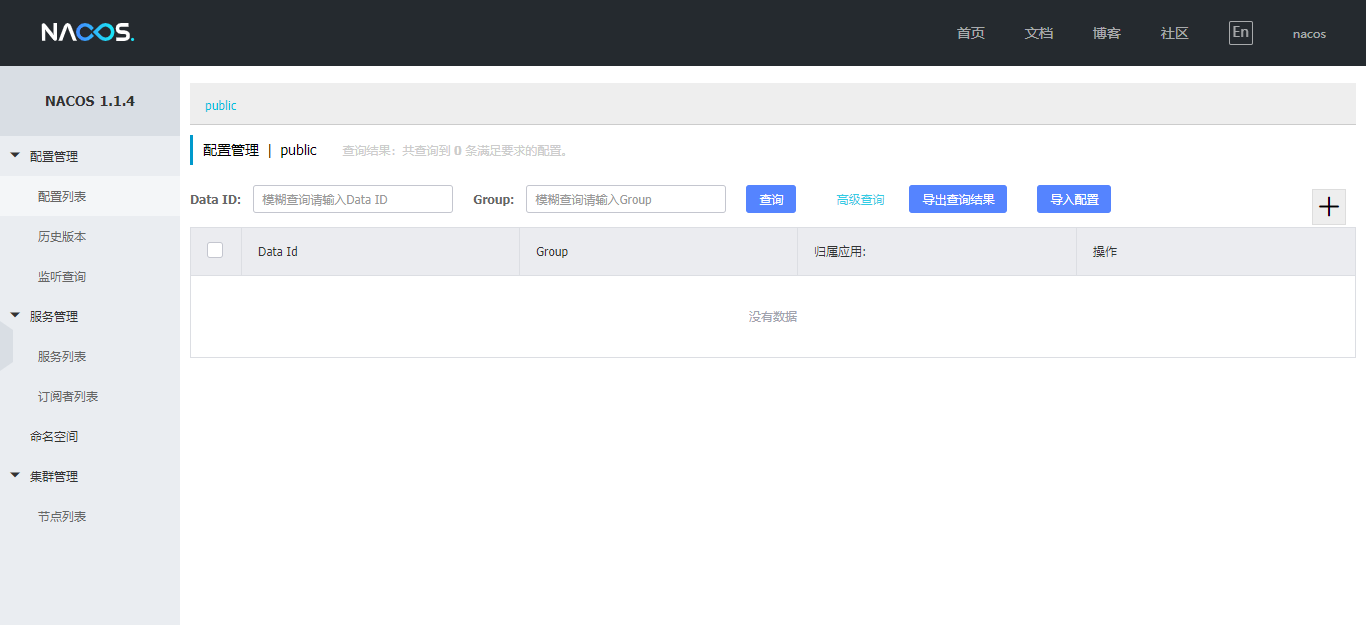 NACOS.
首页 文档 博客 社区 En nacos
NACOS 1.1.4
配置管理
配置列表
历史版本
监听查询
服务管理
服务列表
订阅者列表
命名空间
集群管理
节点列表
public
配置管理 | public 查询结果：共查询到 0 条满足要求的配置。
Data ID: 模糊查询请输入Data ID Group: 模糊查询请输入Group 查询 高级查询 导出查询结果 导入配置
Data Id Group 归属应用: 操作
没有数据